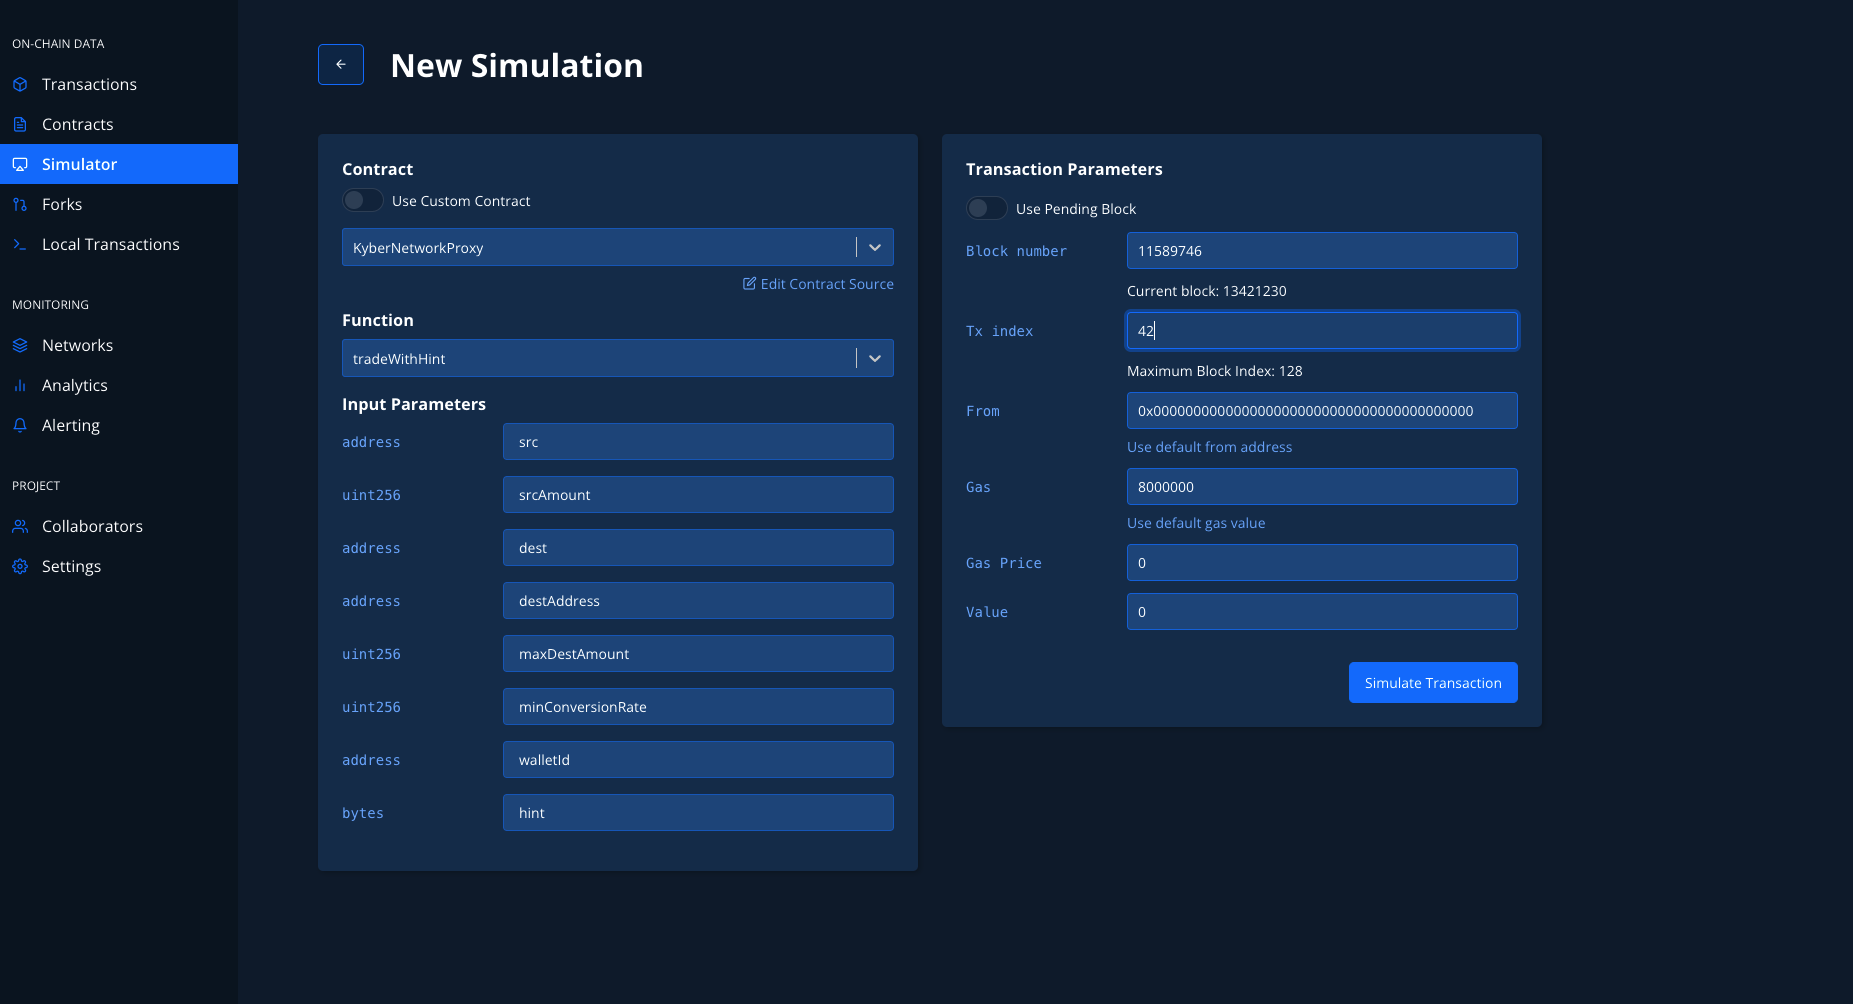 ON-CHAIN DATA
Transactions
Contracts
Simulator
Forks
Local Transactions
MONITORING
Networks
Analytics
Alerting
PROJECT
Collaborators
Settings
New Simulation
Contract
Use Custom Contract
KyberNetworkProxy
Edit Contract Source
Function
tradeWithHint
Input Parameters
address src
uint256 srcAmount
address dest
address destAddress
uint256 maxDestAmount
uint256 minConversionRate
address walletId
bytes hint
Transaction Parameters
Use Pending Block
Block number 11589746
Current block: 13421230
Tx index 42
Maximum Block Index: 128
From 0x0000000000000000000000000000000000000000
Use default from address
Gas 8000000
Use default gas value
Gas Price 0
Value 0
Simulate Transaction